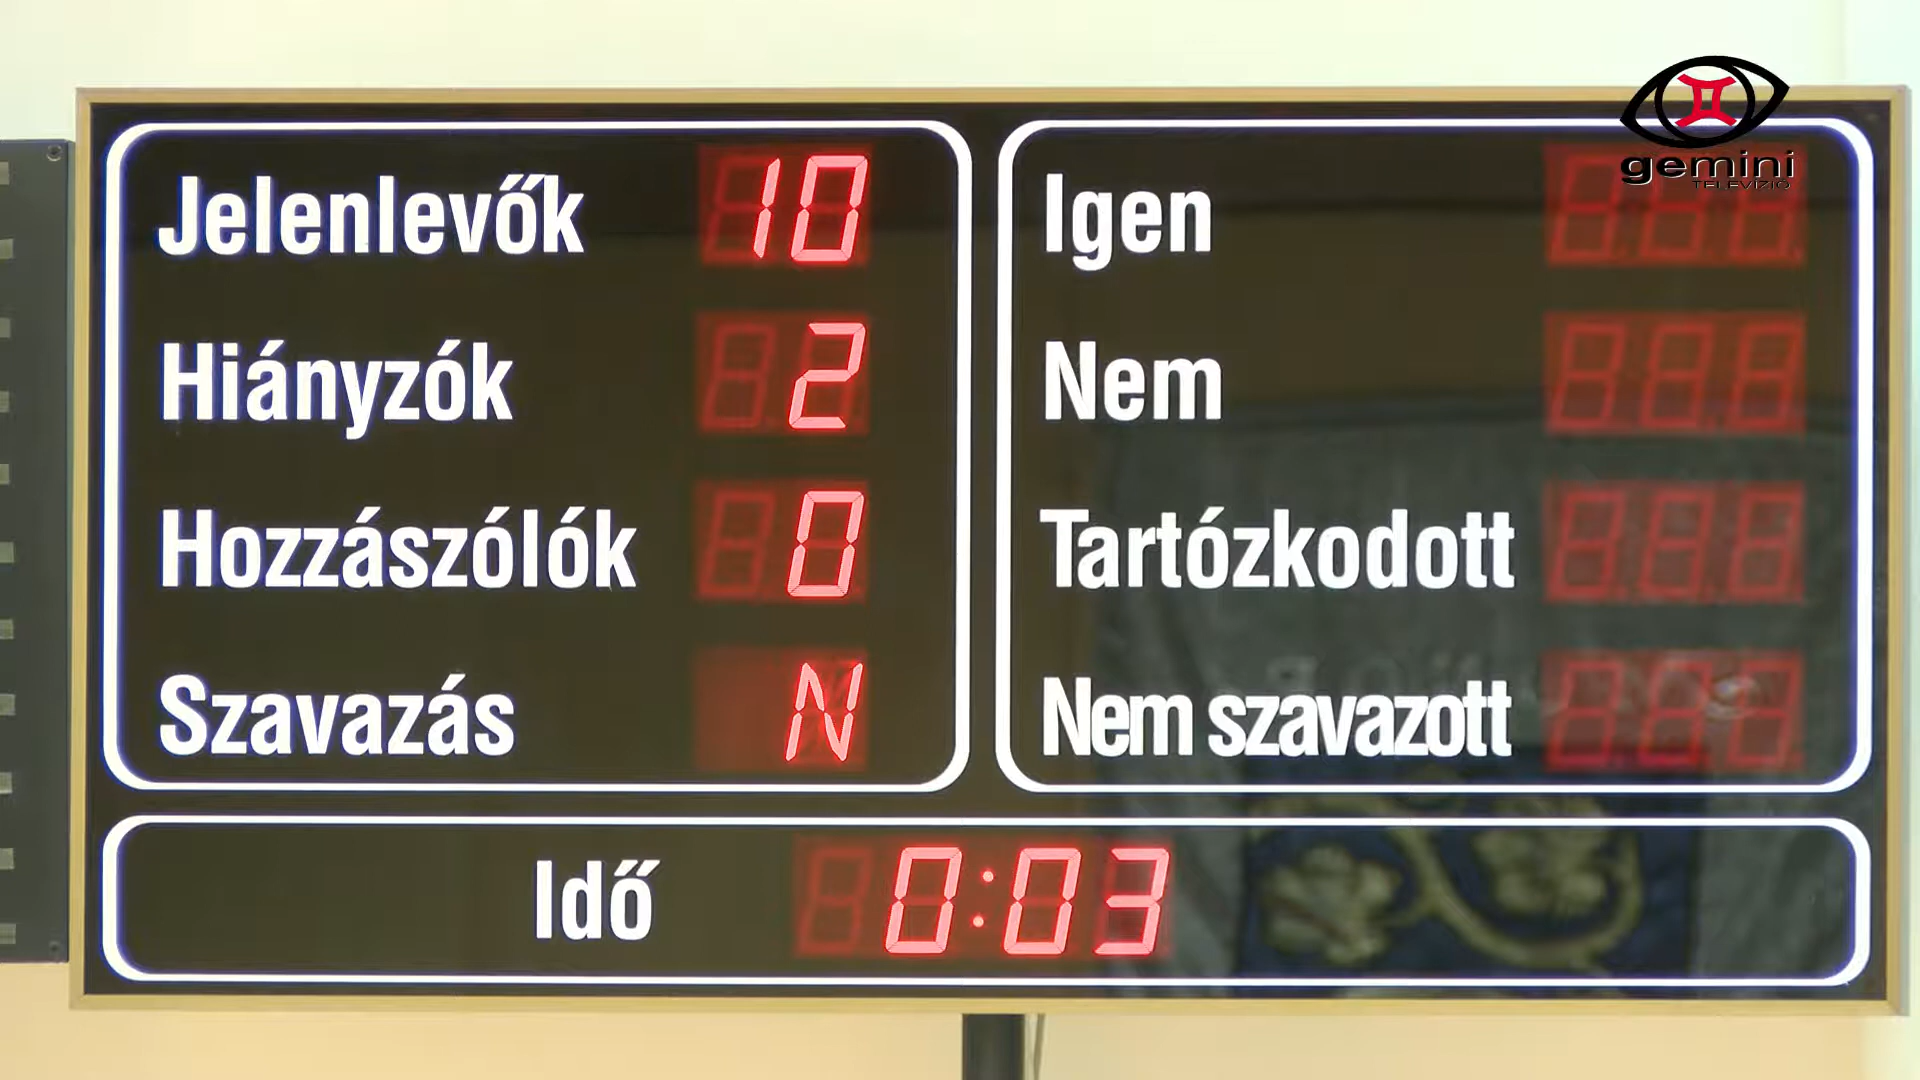 gemini
TELEVÍZIÓ
Jelenlevők 10
Hiányzók 2
Hozzászólók 0
Szavazás N
Igen
Nem
Tartózkodott
Nem szavazott
Idő 0:03